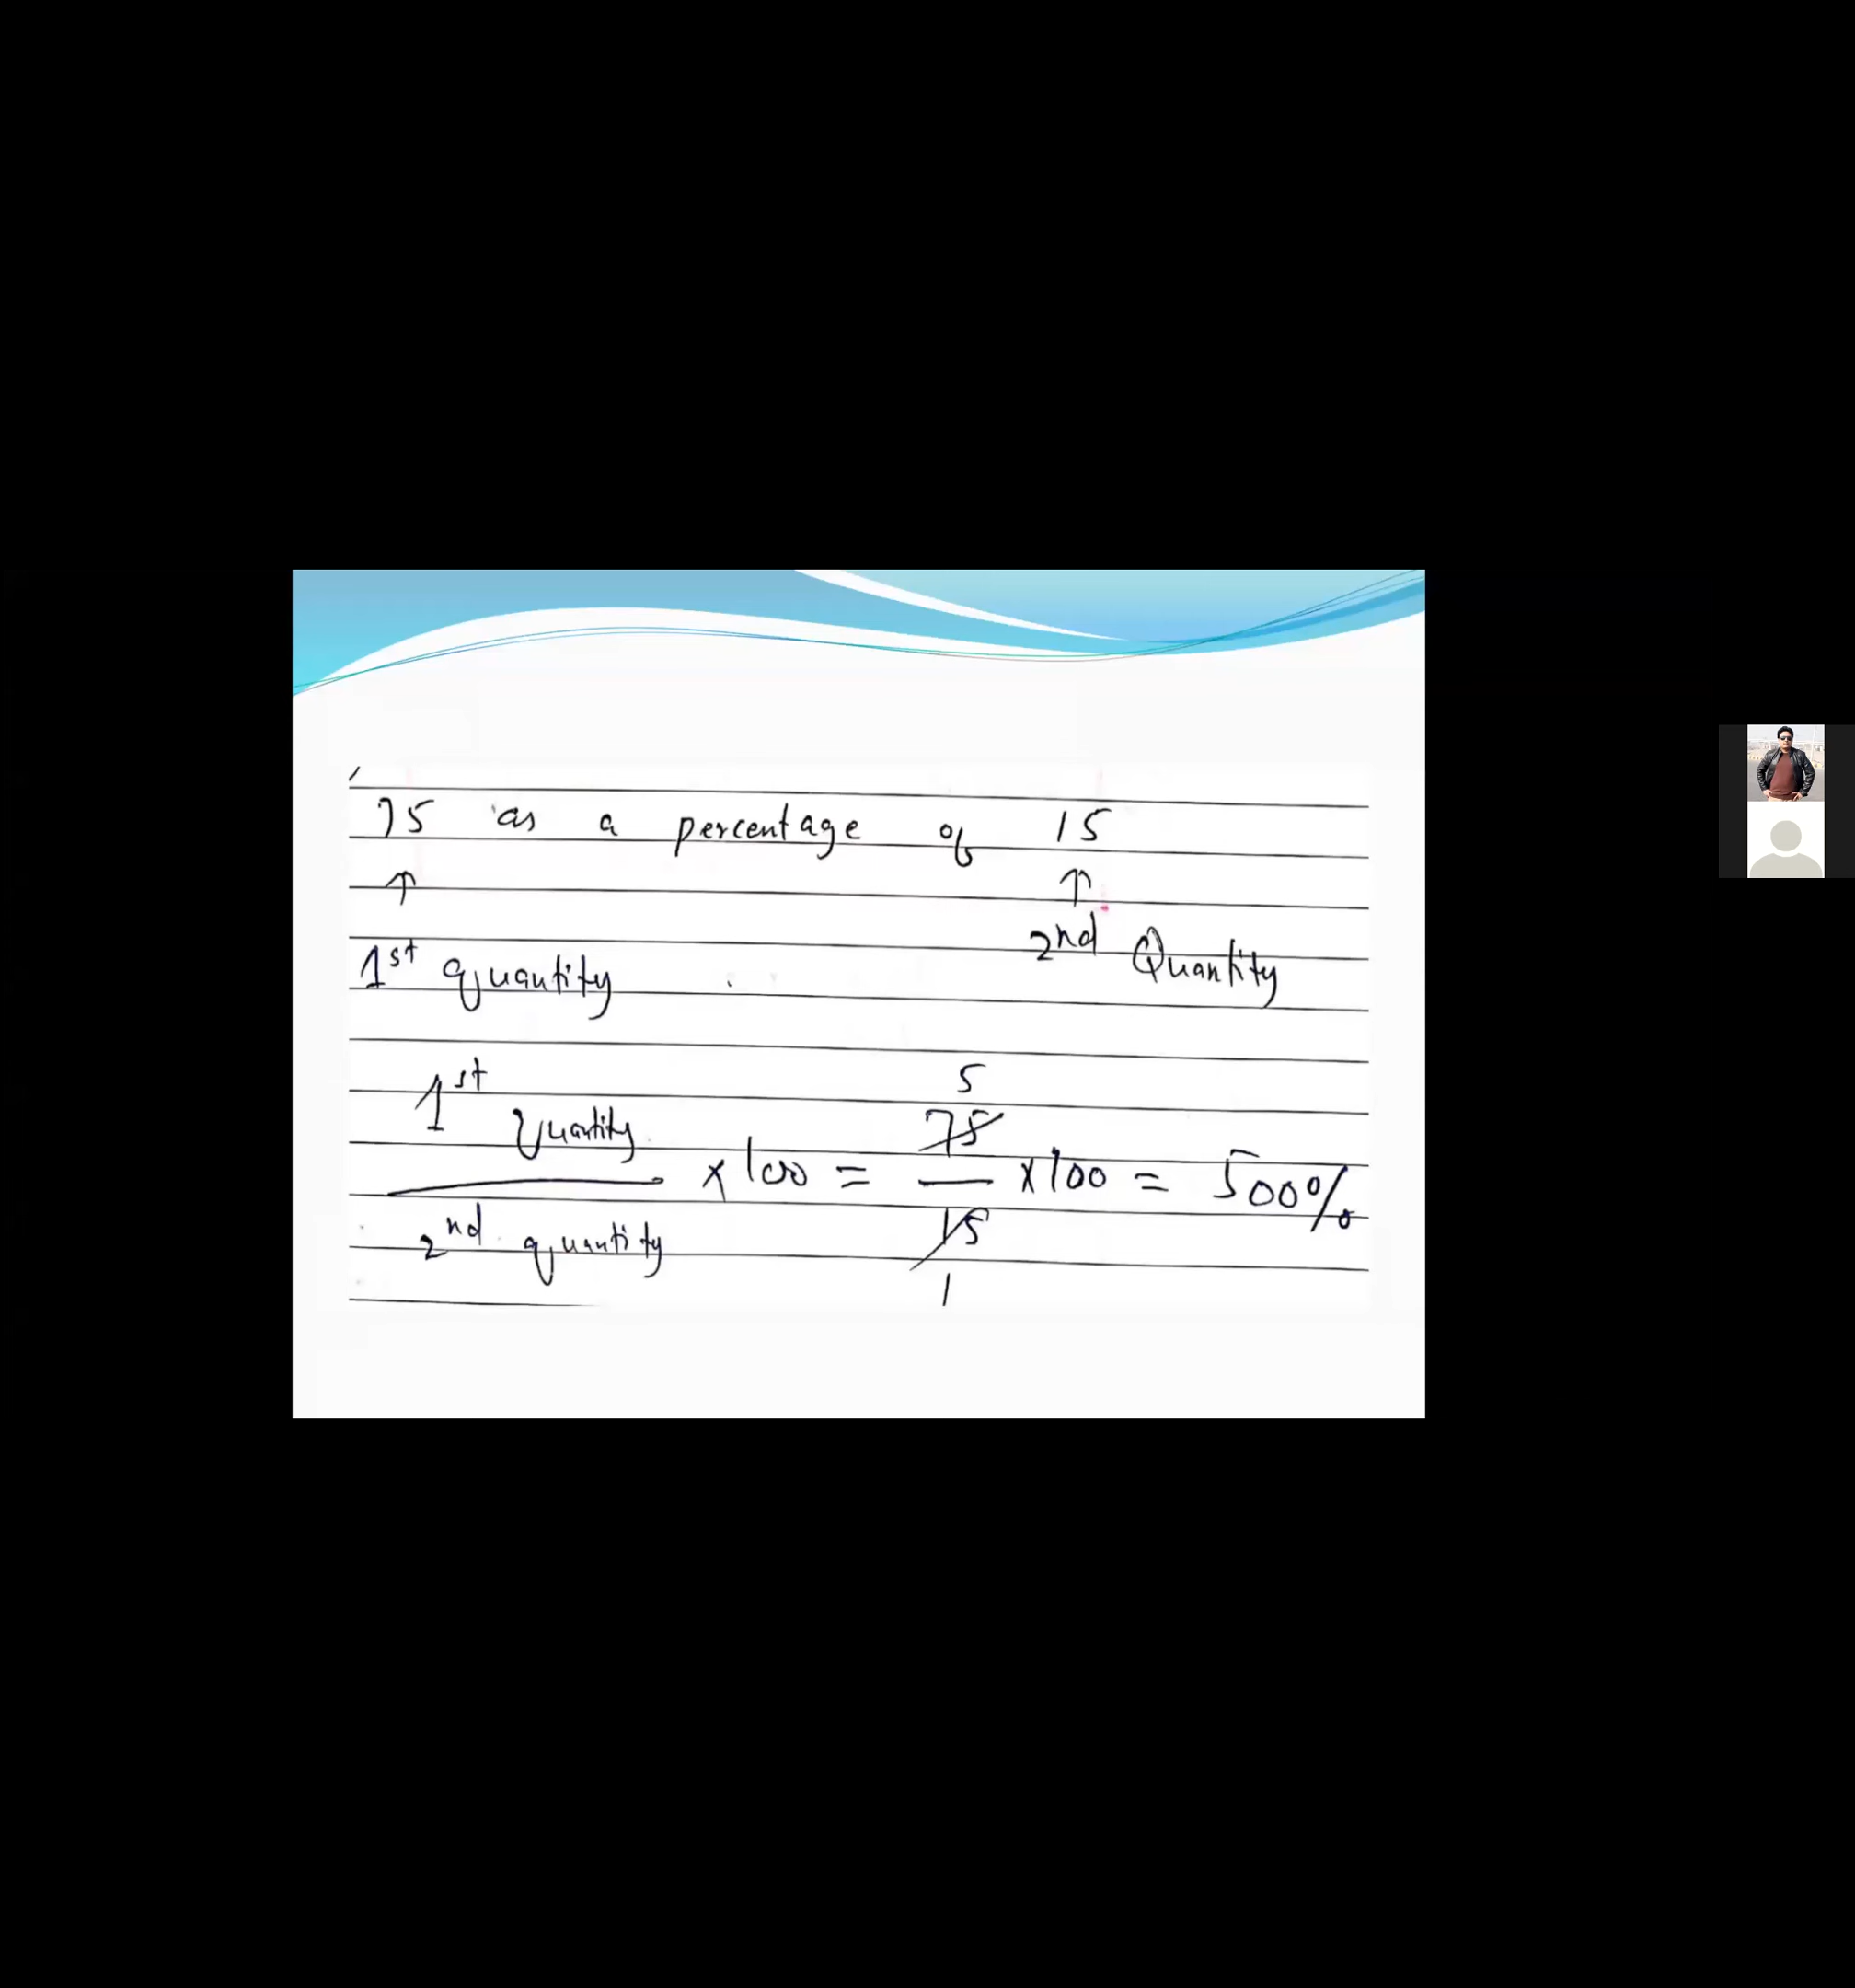 75 as a percentage of 15
↑ ↑
1st quantity 2nd Quantity
1st Quantity / 2nd quantity × 100 = 75 / 15 × 100 = 500%
5
1